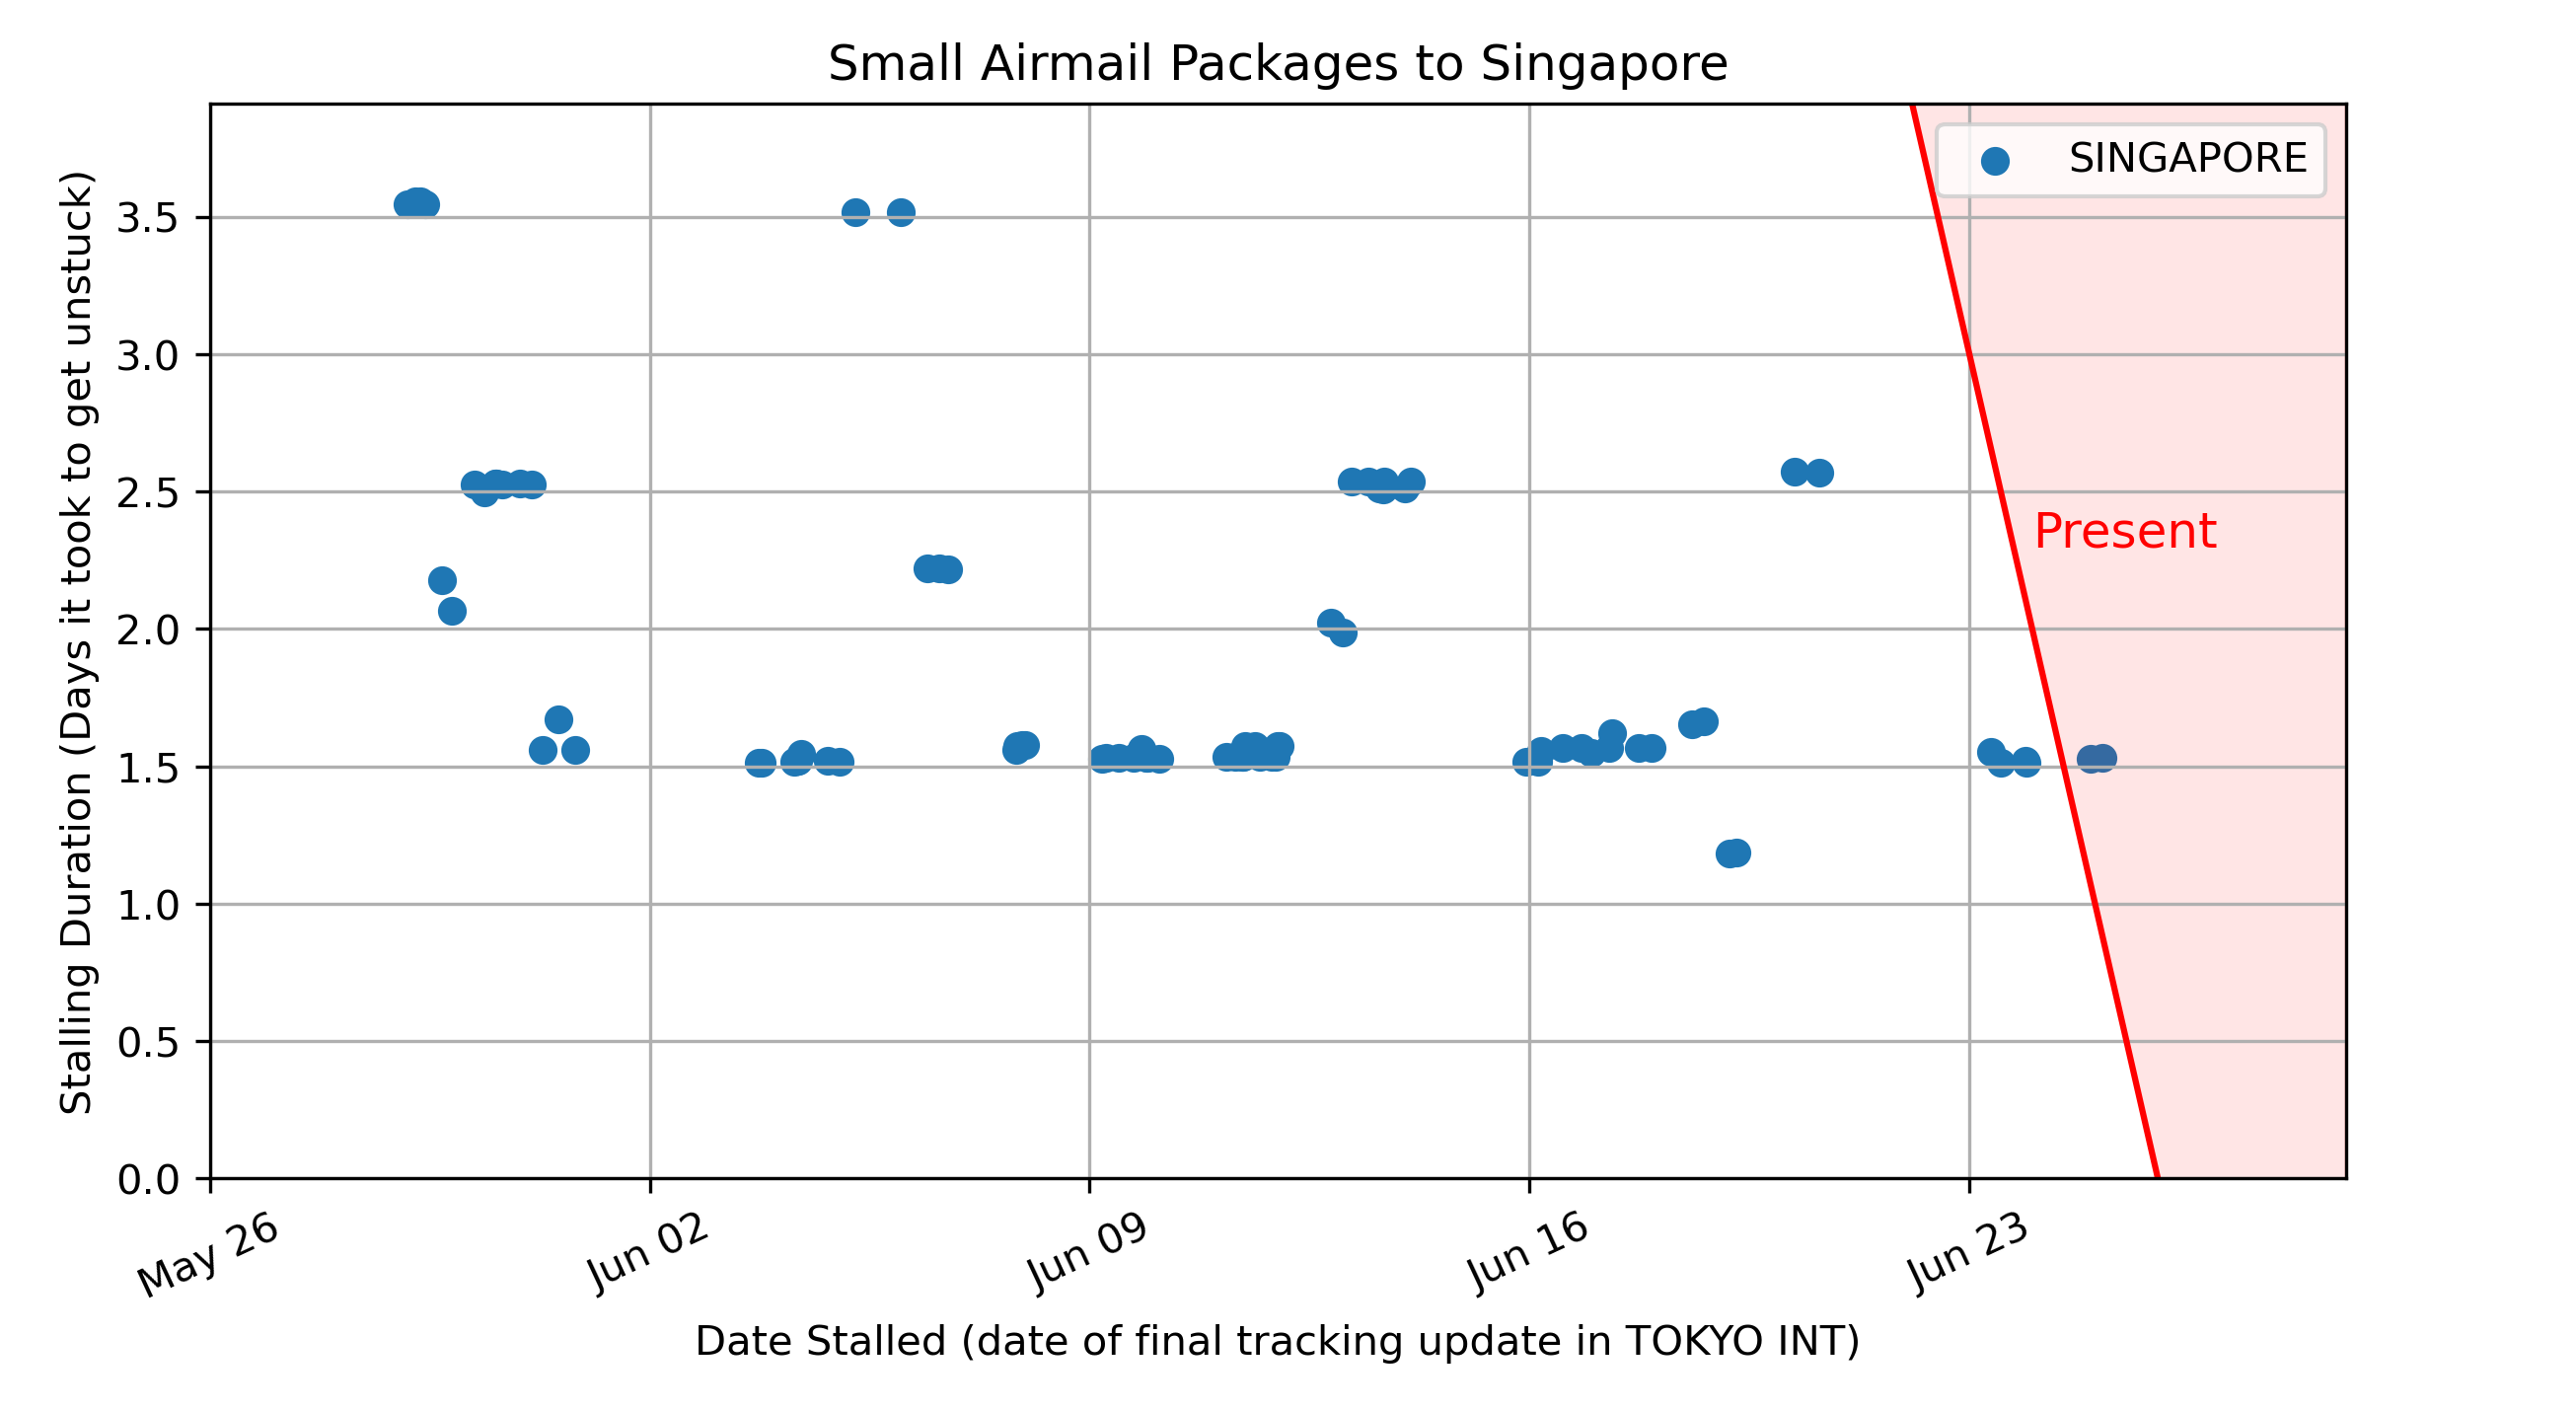 Small Airmail Packages to Singapore
SINGAPORE
Stalling Duration (Days it took to get unstuck)
3.5
3.0
2.5
2.0
1.5
1.0
0.5
0.0
Present
May 26
Jun 02
Jun 09
Jun 16
Jun 23
Date Stalled (date of final tracking update in TOKYO INT)